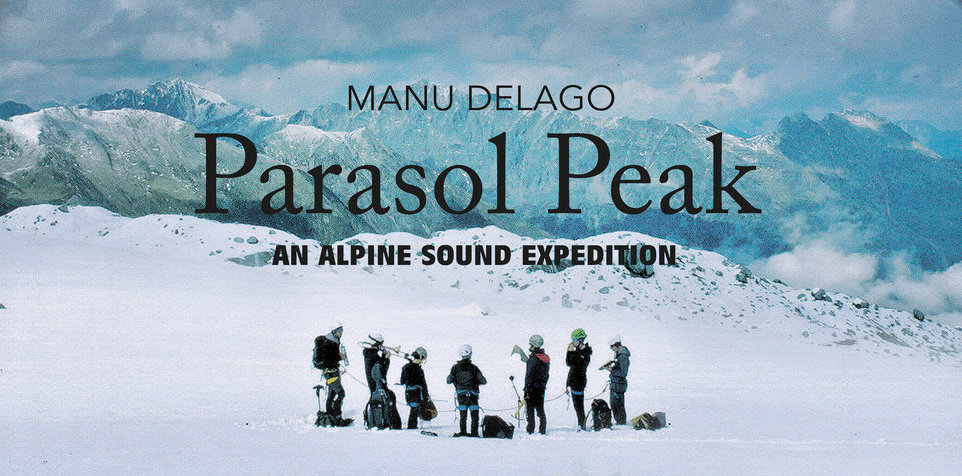 MANU DELAGO
Parasol Peak
AN ALPINE SOUND EXPEDITION